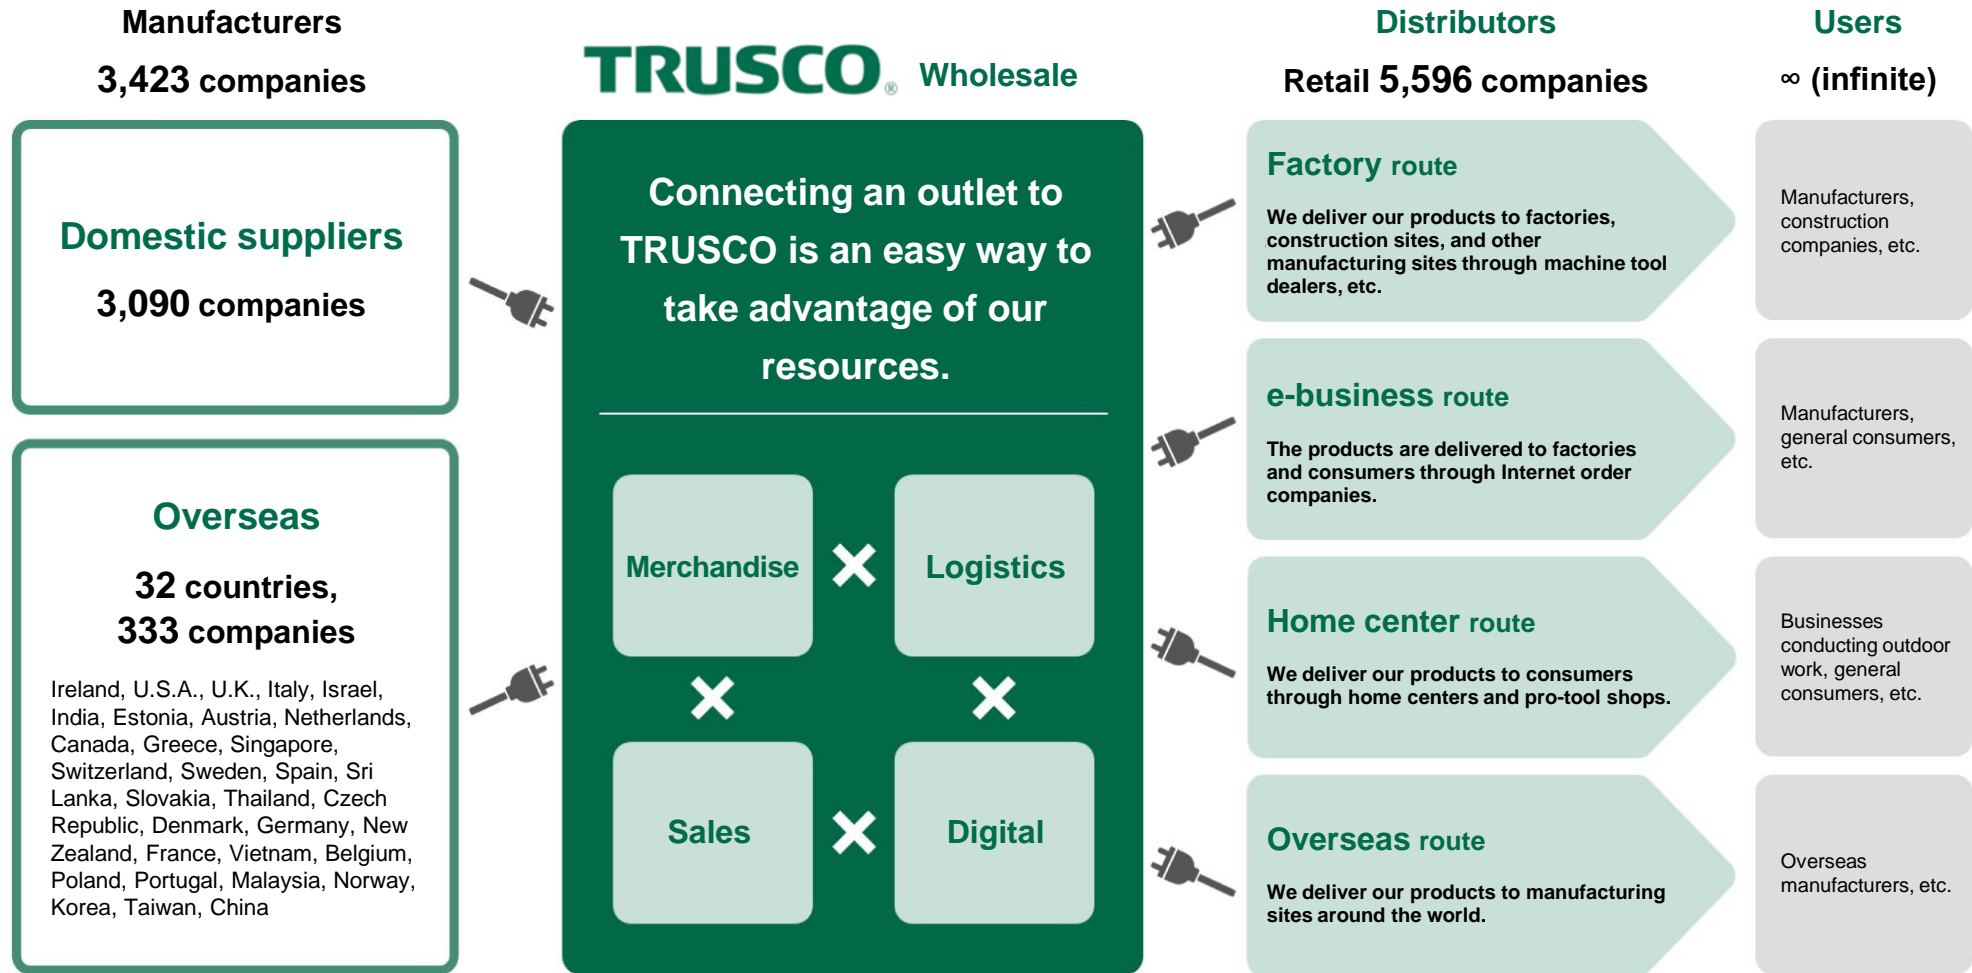 Manufacturers
3,423 companies
Domestic suppliers
3,090 companies
Overseas
32 countries,
333 companies
Ireland, U.S.A., U.K., Italy, Israel,
India, Estonia, Austria, Netherlands,
Canada, Greece, Singapore,
Switzerland, Sweden, Spain, Sri
Lanka, Slovakia, Thailand, Czech
Republic, Denmark, Germany, New
Zealand, France, Vietnam, Belgium,
Poland, Portugal, Malaysia, Norway,
Korea, Taiwan, China
TRUSCO® Wholesale
Connecting an outlet to
TRUSCO is an easy way to
take advantage of our
resources.
Merchandise × Logistics
× ×
Sales × Digital
Distributors
Retail 5,596 companies
Factory route
We deliver our products to factories,
construction sites, and other
manufacturing sites through machine tool
dealers, etc.
e-business route
The products are delivered to factories
and consumers through Internet order
companies.
Home center route
We deliver our products to consumers
through home centers and pro-tool shops.
Overseas route
We deliver our products to manufacturing
sites around the world.
Users
∞ (infinite)
Manufacturers,
construction
companies, etc.
Manufacturers,
general consumers,
etc.
Businesses
conducting outdoor
work, general
consumers, etc.
Overseas
manufacturers, etc.